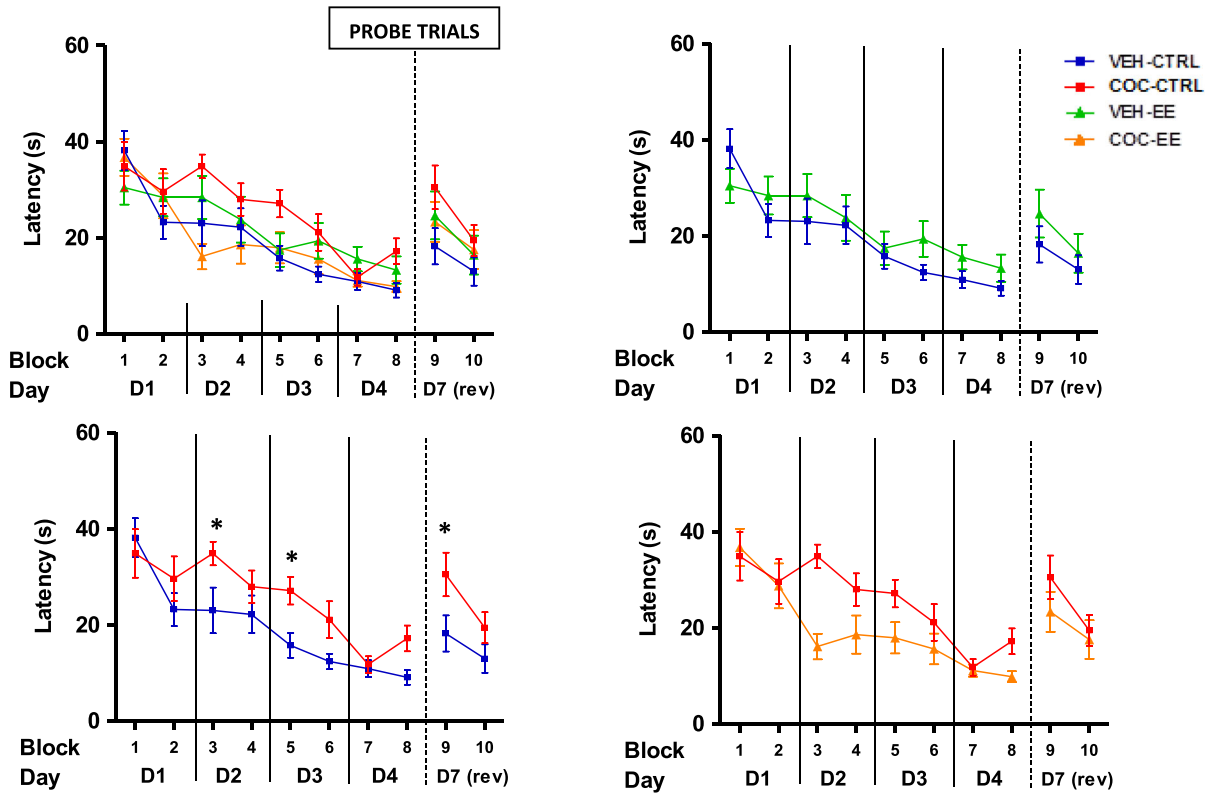 PROBE TRIALS
Latency (s)
60
40
20
0
Block 1 2 3 4 5 6 7 8 9 10
Day D1 D2 D3 D4 D7 (rev)
Latency (s)
60
40
20
0
Block 1 2 3 4 5 6 7 8 9 10
Day D1 D2 D3 D4 D7 (rev)
VEH-CTRL
COC-CTRL
VEH-EE
COC-EE
Latency (s)
60
40
20
0
* * *
Block 1 2 3 4 5 6 7 8 9 10
Day D1 D2 D3 D4 D7 (rev)
Latency (s)
60
40
20
0
Block 1 2 3 4 5 6 7 8 9 10
Day D1 D2 D3 D4 D7 (rev)